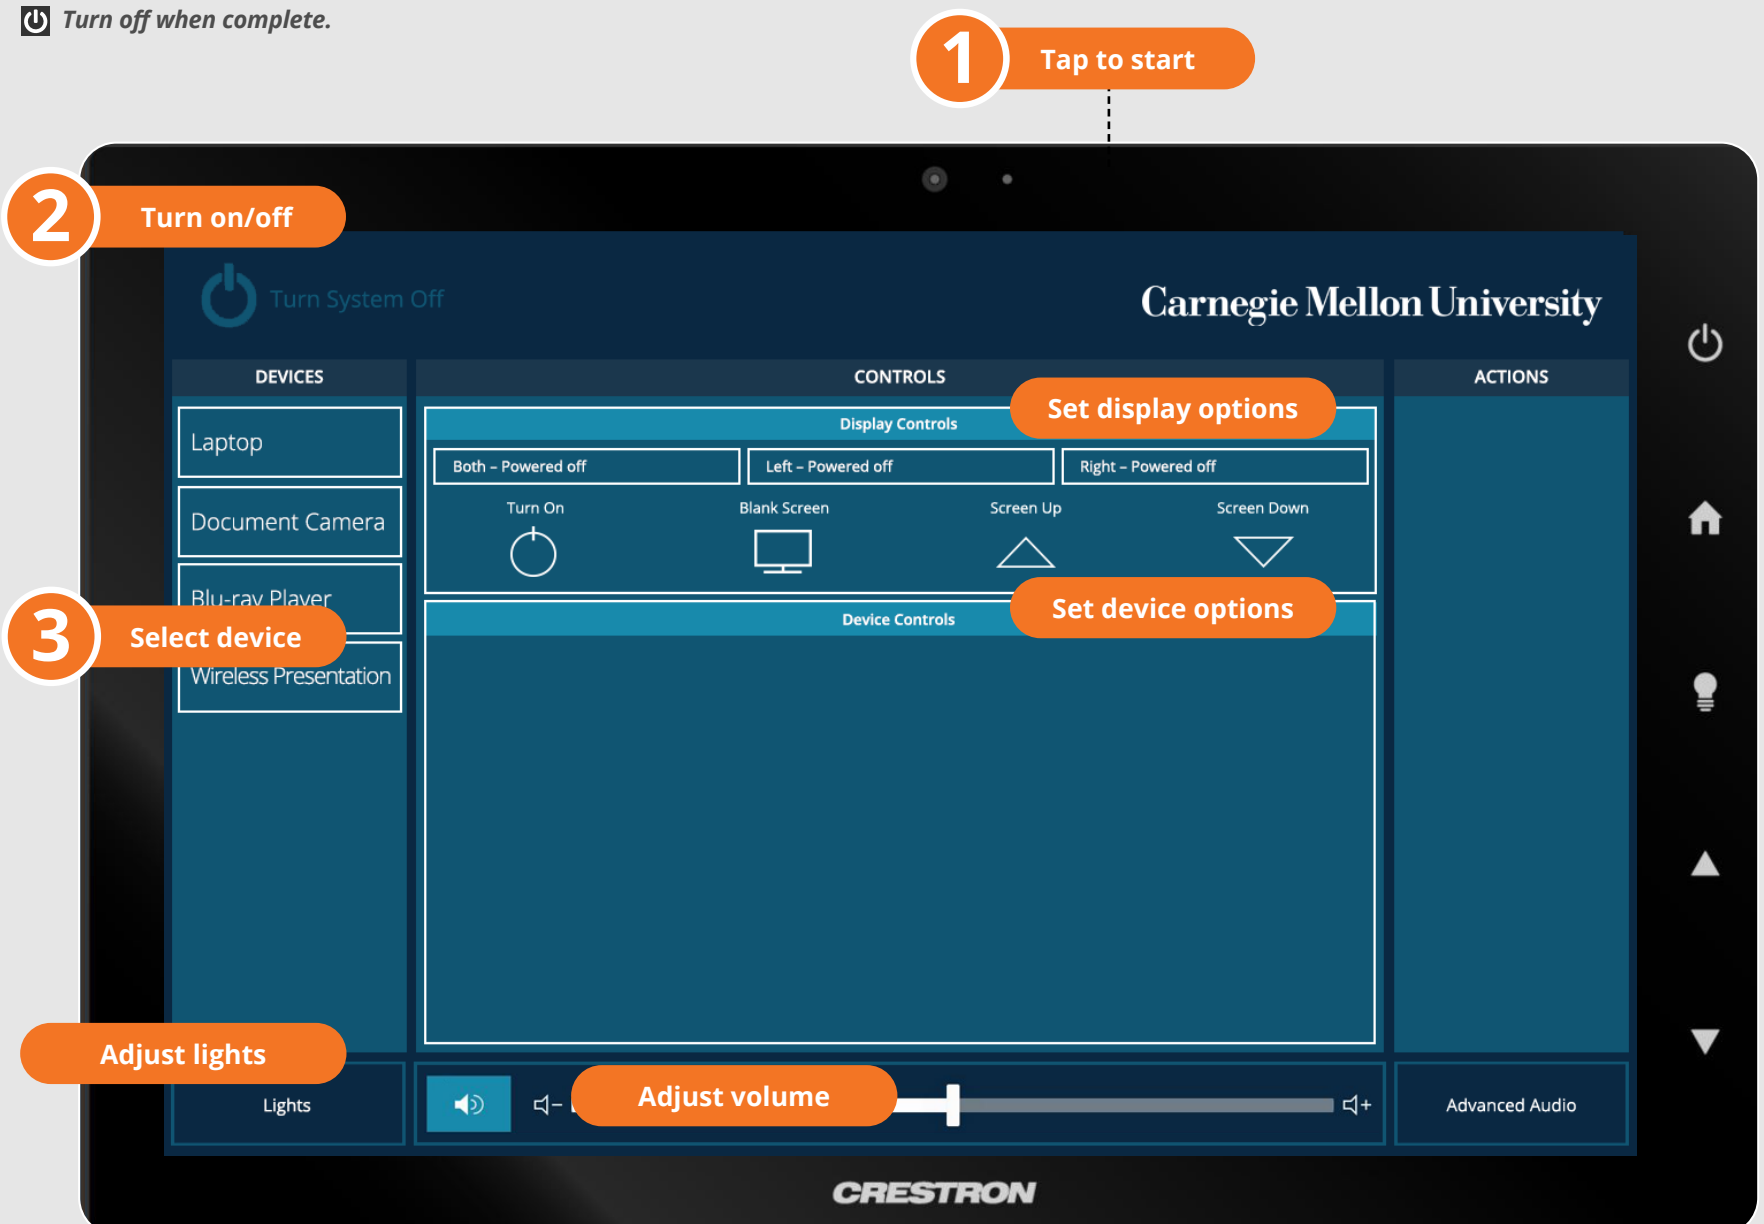 Turn off when complete.
1 Tap to start
2 Turn on/off
Turn System Off
Carnegie Mellon University
DEVICES
CONTROLS
ACTIONS
Set display options
Display Controls
Laptop
Both – Powered off
Left – Powered off
Right – Powered off
Turn On
Blank Screen
Screen Up
Screen Down
Document Camera
Blu-ray Player
Set device options
Device Controls
3 Select device
Wireless Presentation
Adjust lights
Lights
Adjust volume
Advanced Audio
CRESTRON